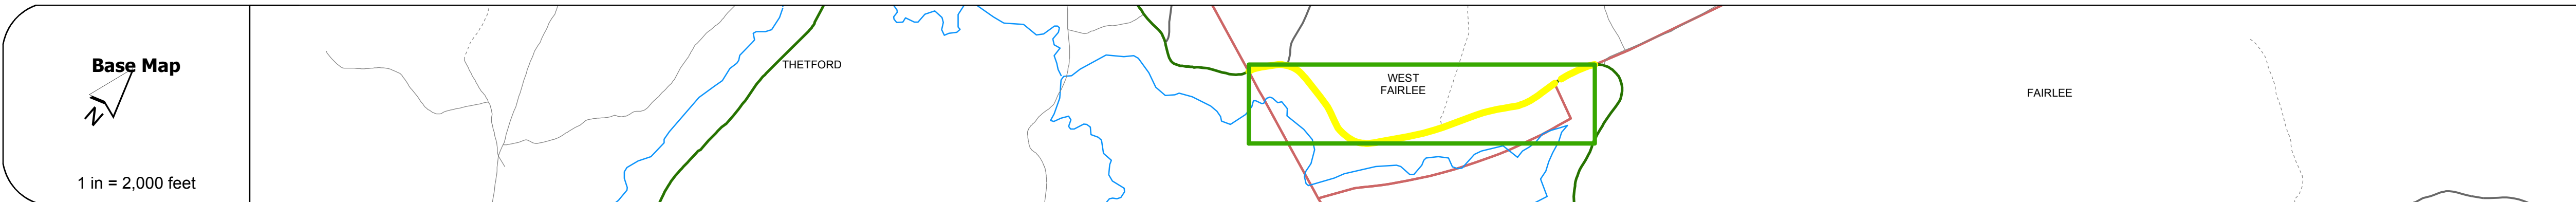 Base Map
N
1 in = 2,000 feet
THETFORD
WEST
FAIRLEE
FAIRLEE